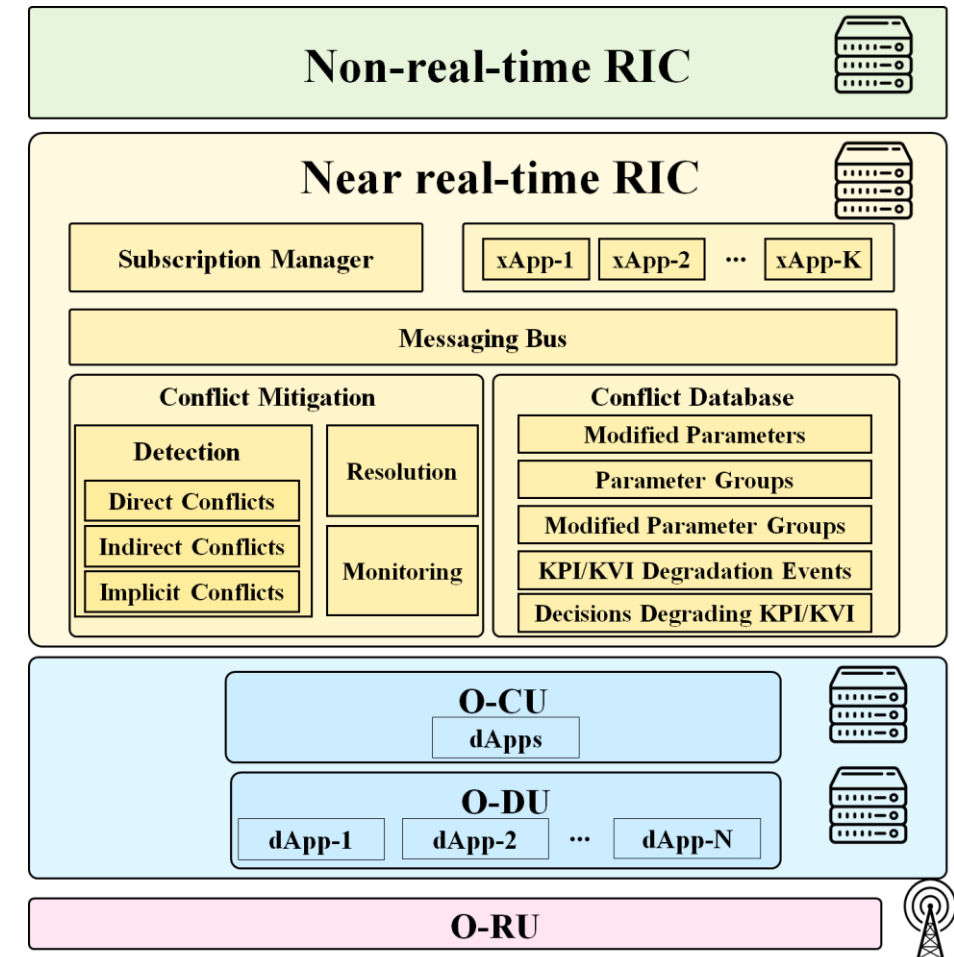 Non-real-time RIC
Near real-time RIC
Subscription Manager
xApp-1 xApp-2 ... xApp-K
Messaging Bus
Conflict Mitigation
Detection
Direct Conflicts
Indirect Conflicts
Implicit Conflicts
Resolution
Monitoring
Conflict Database
Modified Parameters
Parameter Groups
Modified Parameter Groups
KPI/KVI Degradation Events
Decisions Degrading KPI/KVI
O-CU
dApps
O-DU
dApp-1 dApp-2 ... dApp-N
O-RU